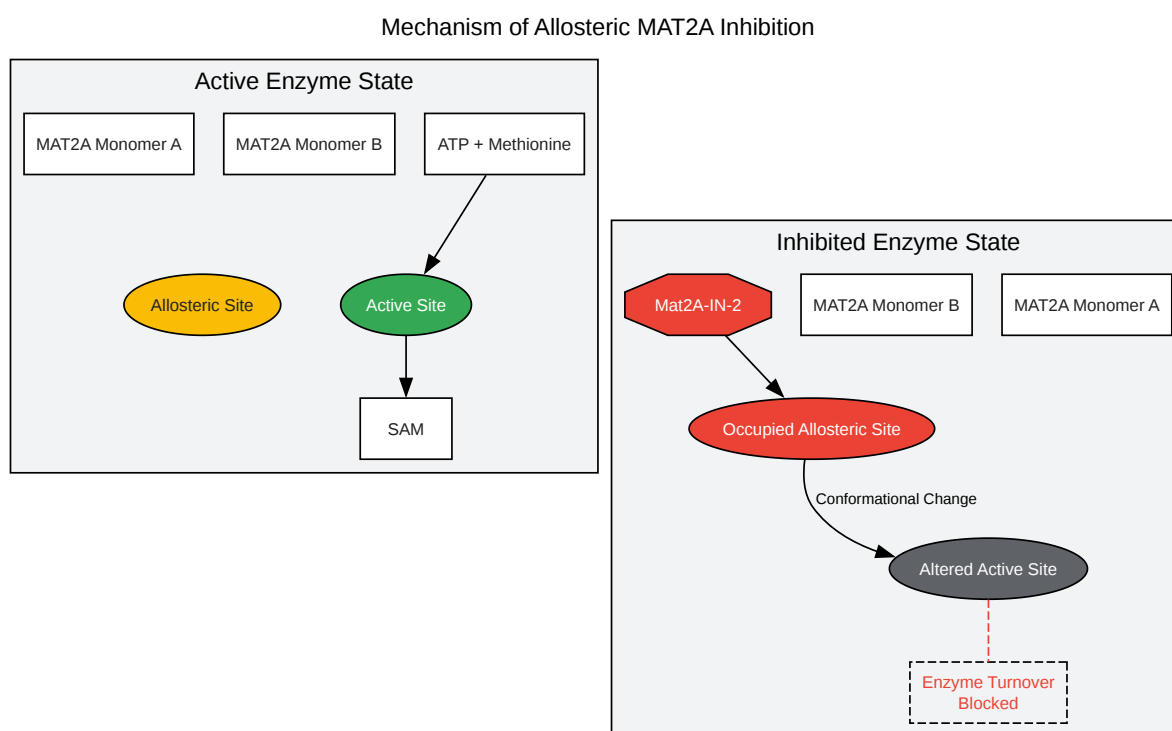 Mechanism of Allosteric MAT2A Inhibition
Active Enzyme State
MAT2A Monomer A
MAT2A Monomer B
ATP + Methionine
Allosteric Site
Active Site
SAM
Inhibited Enzyme State
Mat2A-IN-2
MAT2A Monomer B
MAT2A Monomer A
Occupied Allosteric Site
Conformational Change
Altered Active Site
Enzyme Turnover
Blocked